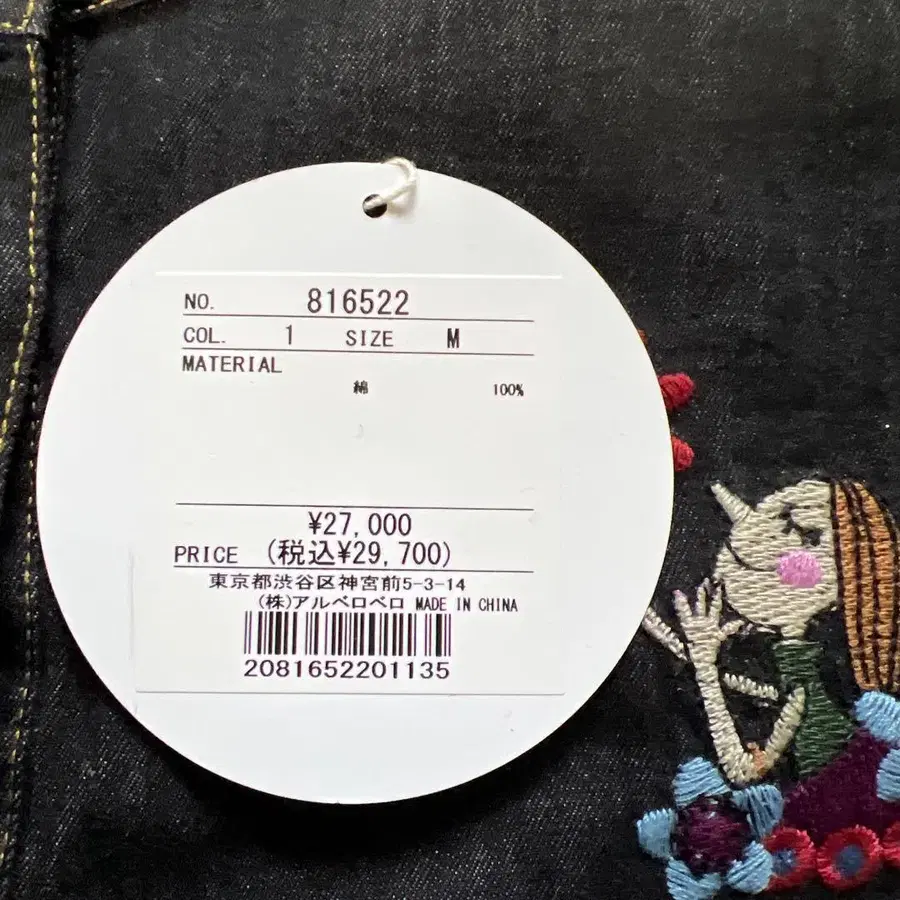 NO. 816522
COL. 1 SIZE M
MATERIAL
綿 100%
¥27,000
PRICE (税込¥29,700)
東京都渋谷区神宮前5-3-14
(株)アルベロベロ MADE IN CHINA
2081652201135